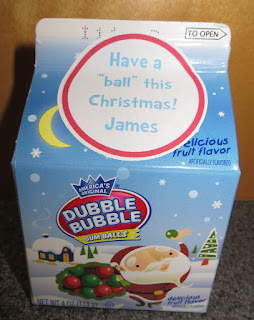 TO OPEN
Have a
"ball" this
Christmas!
James
delicious
fruit flavor
ARTIFICIALLY FLAVORED
AMERICA'S
ORIGINAL
DUBBLE
BUBBLE
GUM BALLS
delicious
fruit flavor
NET WT 4 OZ